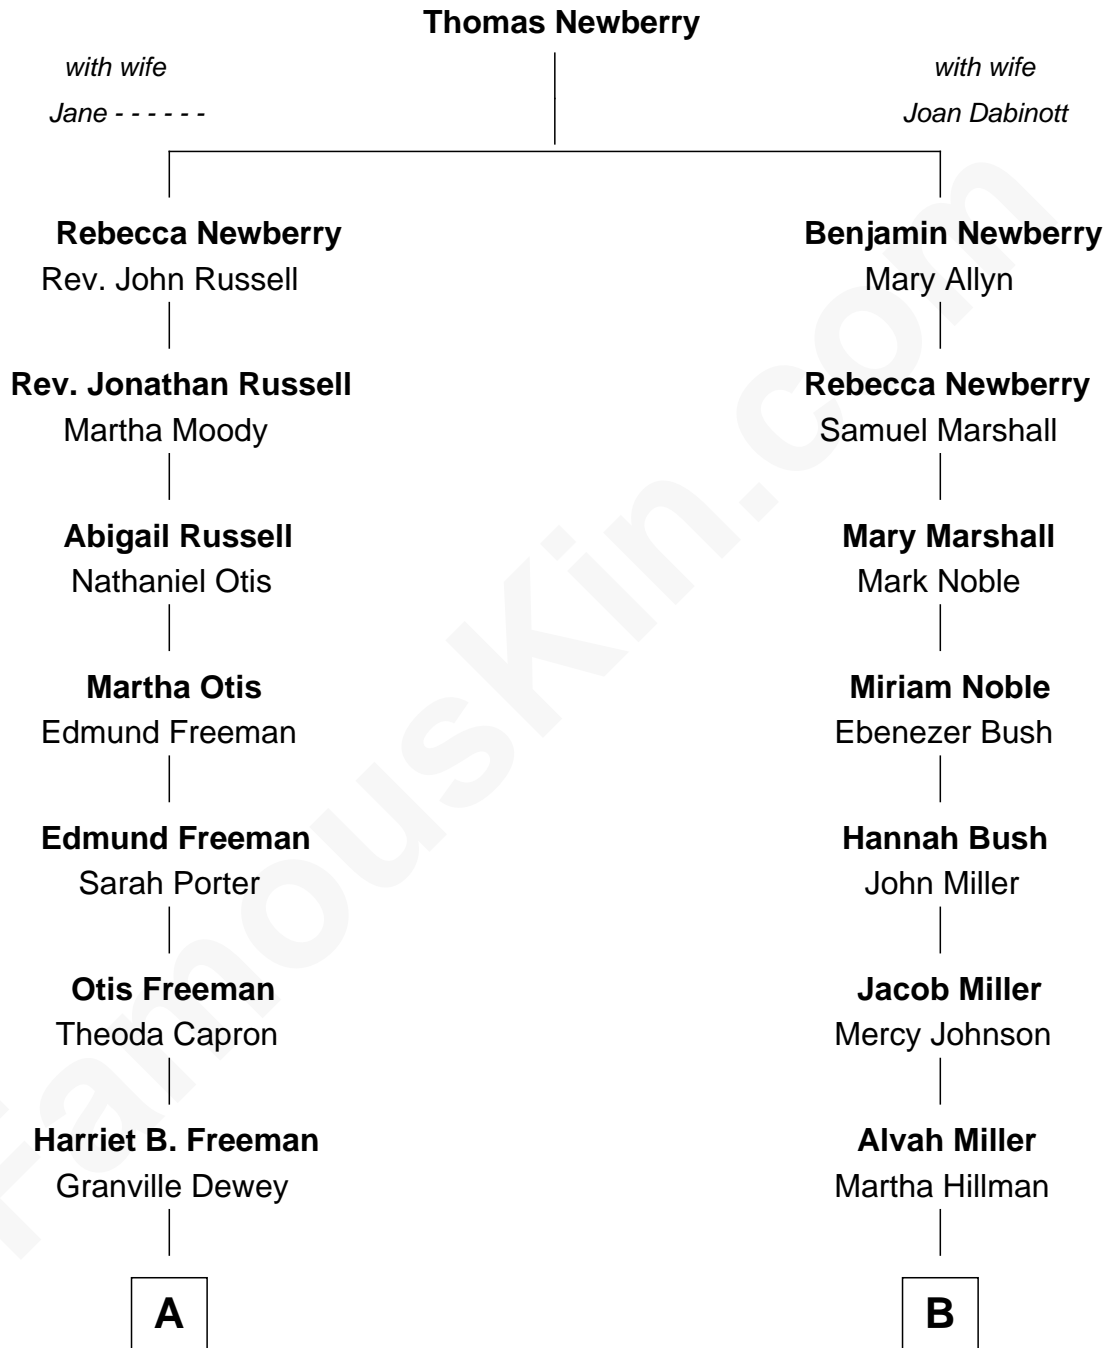 Thomas Newberry
with wife
Jane - - - - - -
with wife
Joan Dabinott
Rebecca Newberry
Rev. John Russell
Benjamin Newberry
Mary Allyn
Rev. Jonathan Russell
Martha Moody
Rebecca Newberry
Samuel Marshall
Abigail Russell
Nathaniel Otis
Mary Marshall
Mark Noble
Martha Otis
Edmund Freeman
Miriam Noble
Ebenezer Bush
Edmund Freeman
Sarah Porter
Hannah Bush
John Miller
Otis Freeman
Theoda Capron
Jacob Miller
Mercy Johnson
Harriet B. Freeman
Granville Dewey
Alvah Miller
Martha Hillman
A
B
FamousKin.com